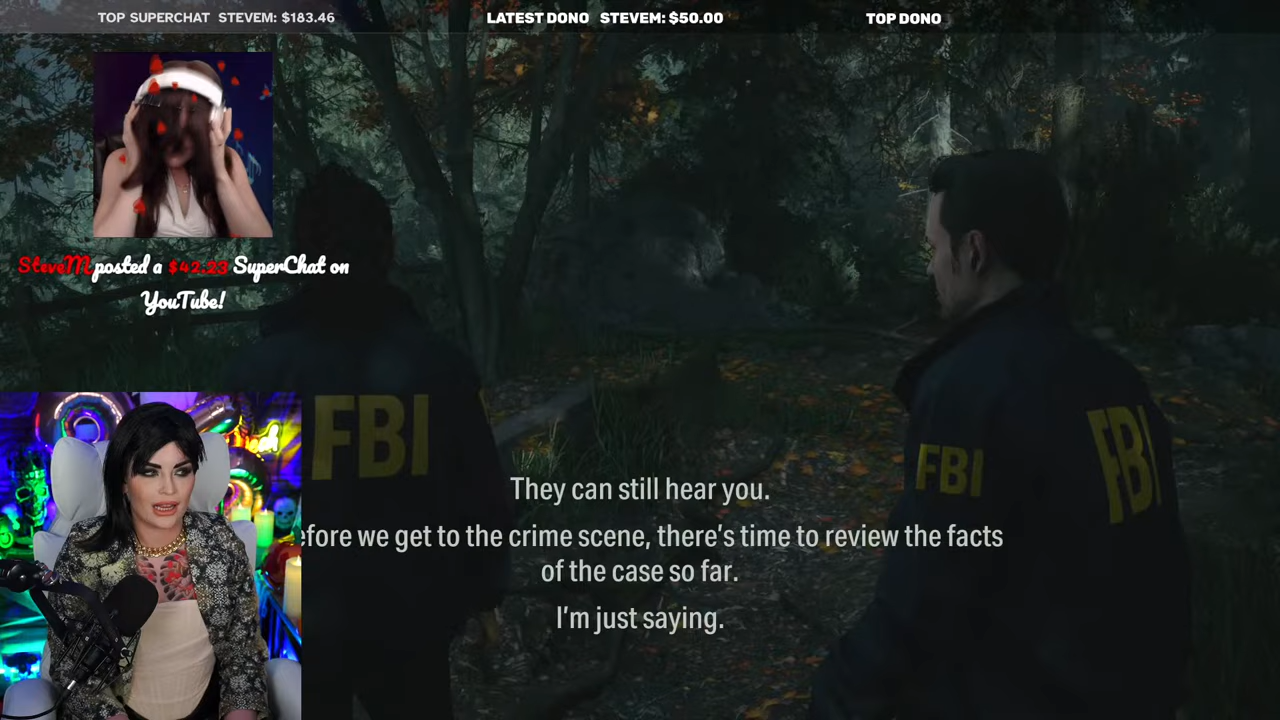 TOP SUPERCHAT STEVEM: $183.46
LATEST DONO STEVEM: $50.00
TOP DONO
SteveM posted a $42.23 SuperChat on
YouTube!
FBI
FBI
FBI
They can still hear you.
efore we get to the crime scene, there's time to review the facts
of the case so far.
I'm just saying.